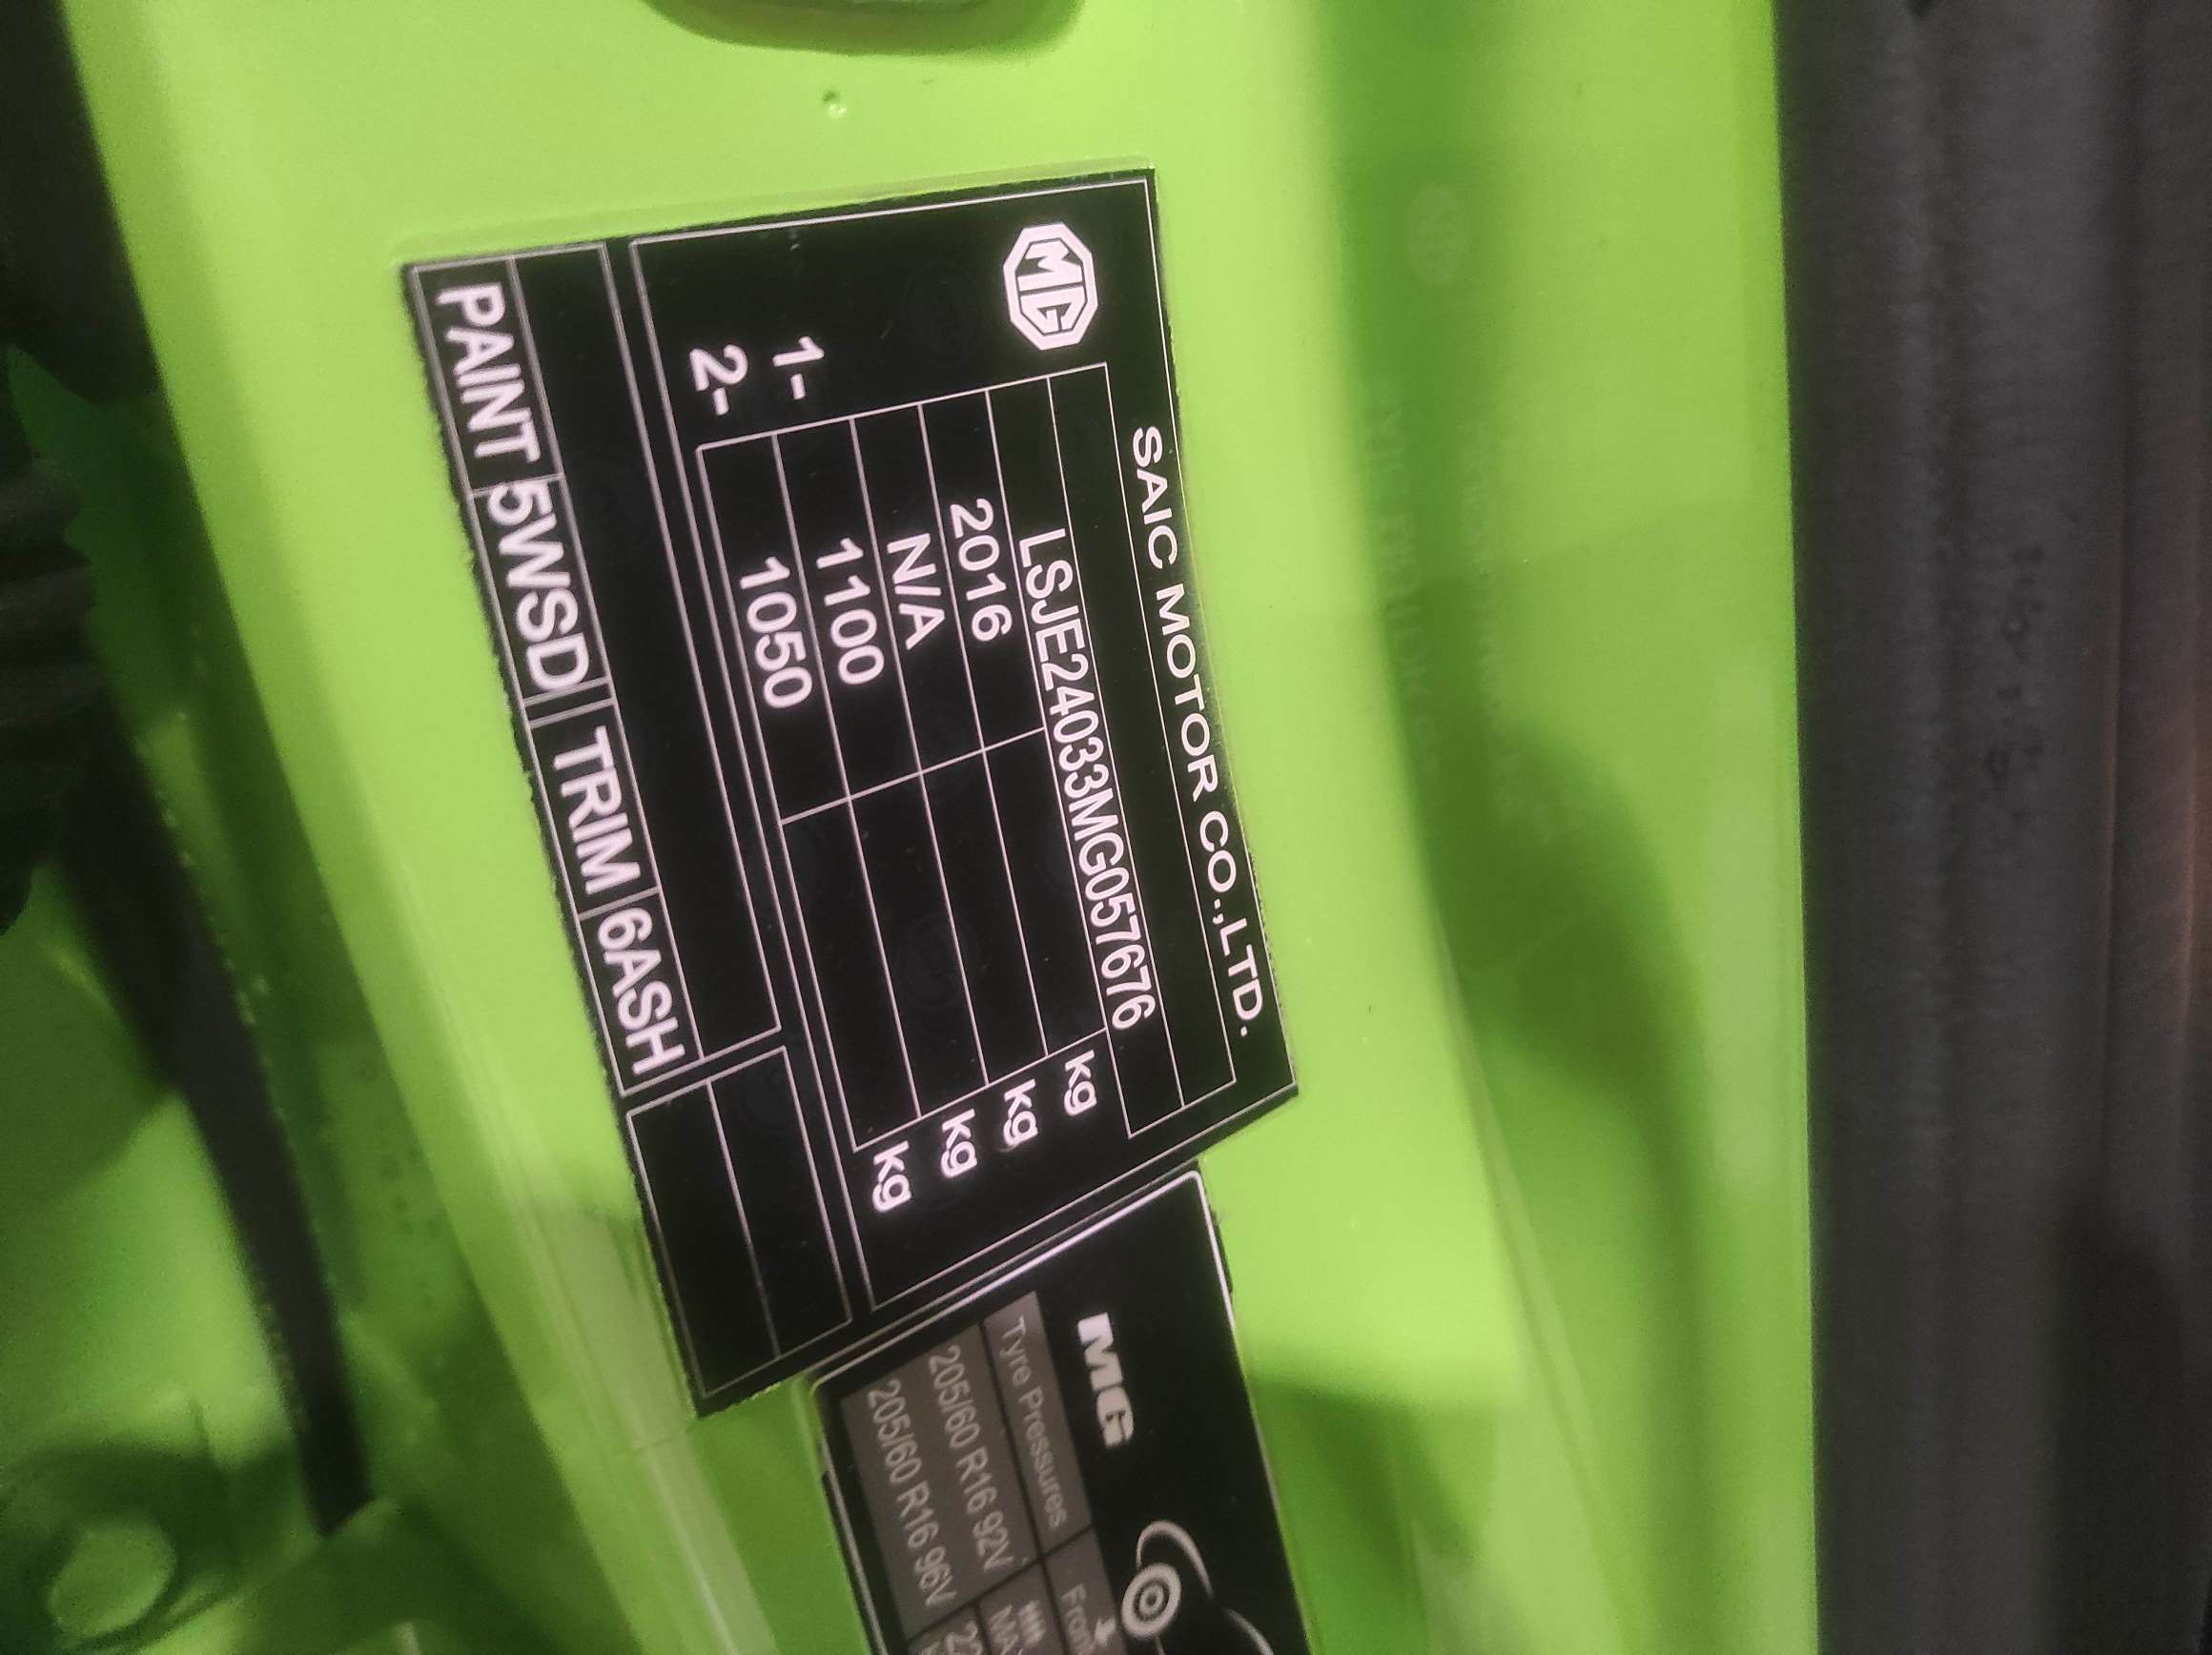 MG
SAIC MOTOR CO.,LTD.
LSJE24033MG057676
2016 kg
N/A kg
1- 1100 kg
2- 1050 kg
PAINT 5WSD TRIM 6ASH
MG
Tyre Pressures Front
205/60 R16 92V
205/60 R16 96V